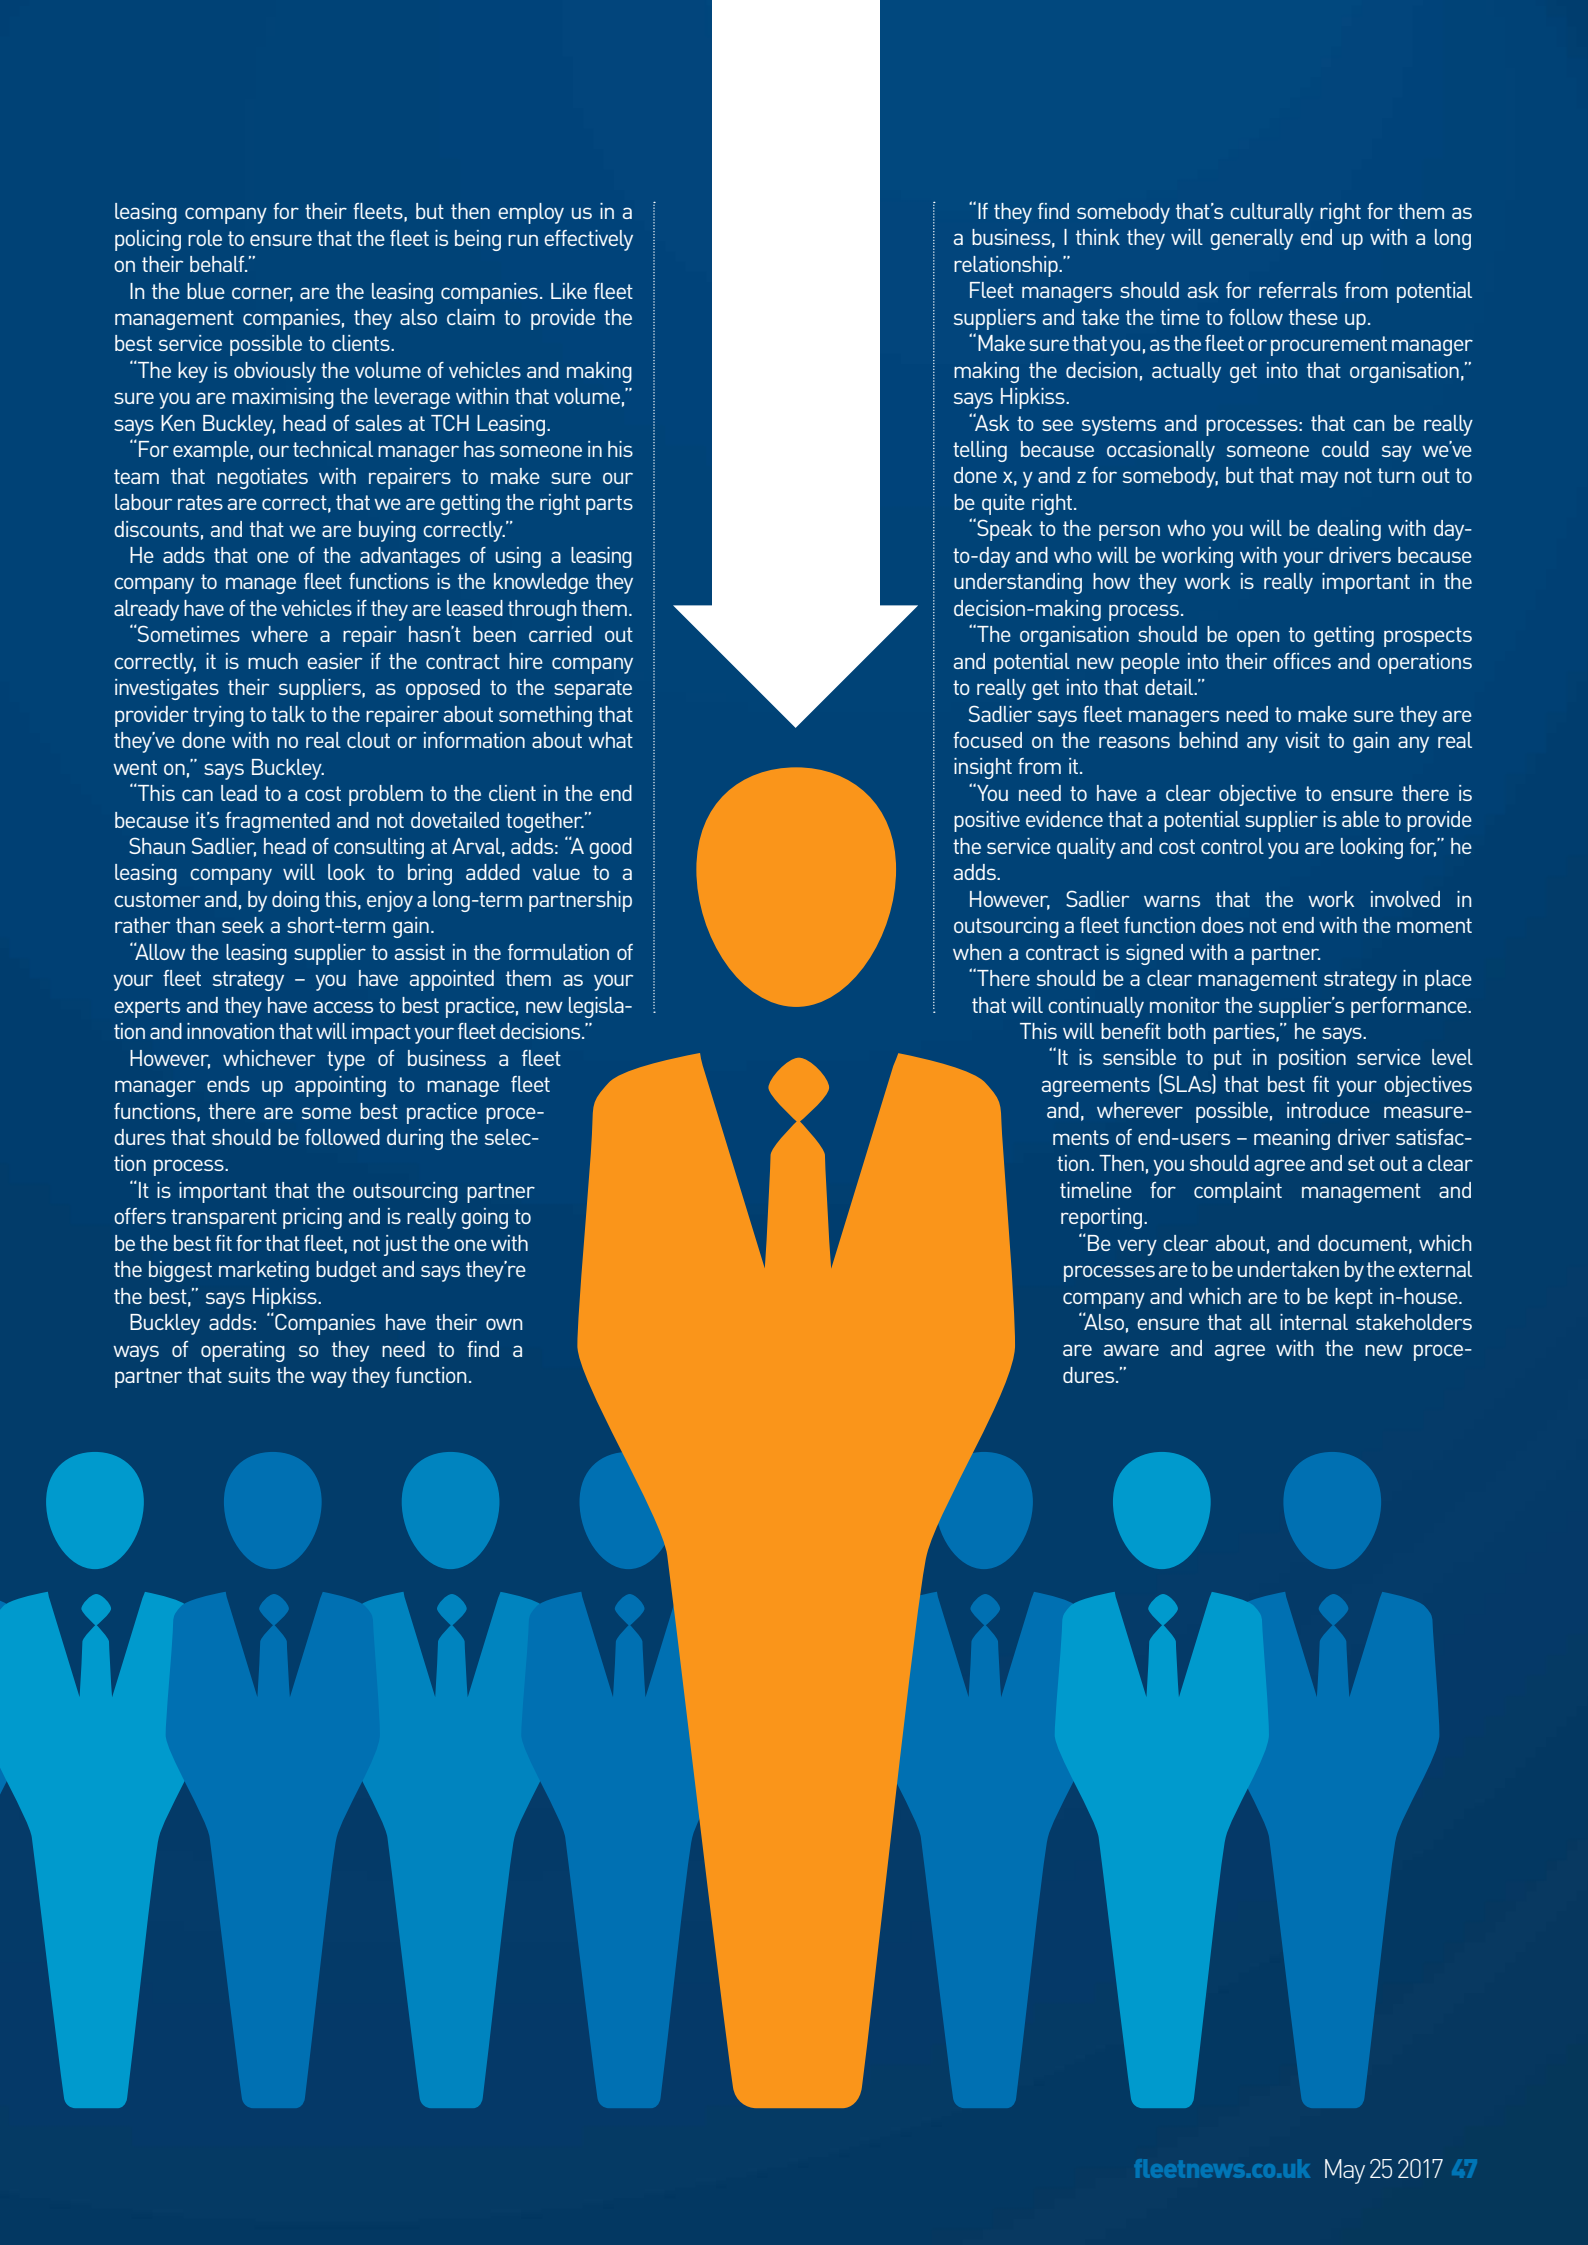 leasing company for their fleets, but then employ us in a
policing role to ensure that the fleet is being run effectively
on their behalf.”
In the blue corner, are the leasing companies. Like fleet
management companies, they also claim to provide the
best service possible to clients.
“The key is obviously the volume of vehicles and making
sure you are maximising the leverage within that volume,”
says Ken Buckley, head of sales at TCH Leasing.
“For example, our technical manager has someone in his
team that negotiates with repairers to make sure our
labour rates are correct, that we are getting the right parts
discounts, and that we are buying correctly.”
He adds that one of the advantages of using a leasing
company to manage fleet functions is the knowledge they
already have of the vehicles if they are leased through them.
“Sometimes where a repair hasn’t been carried out
correctly, it is much easier if the contract hire company
investigates their suppliers, as opposed to the separate
provider trying to talk to the repairer about something that
they’ve done with no real clout or information about what
went on,” says Buckley.
“This can lead to a cost problem to the client in the end
because it’s fragmented and not dovetailed together.”
Shaun Sadlier, head of consulting at Arval, adds: “A good
leasing company will look to bring added value to a
customer and, by doing this, enjoy a long-term partnership
rather than seek a short-term gain.
“Allow the leasing supplier to assist in the formulation of
your fleet strategy – you have appointed them as your
experts and they have access to best practice, new legisla-
tion and innovation that will impact your fleet decisions.”
However, whichever type of business a fleet
manager ends up appointing to manage fleet
functions, there are some best practice proce-
dures that should be followed during the selec-
tion process.
“It is important that the outsourcing partner
offers transparent pricing and is really going to
be the best fit for that fleet, not just the one with
the biggest marketing budget and says they’re
the best,” says Hipkiss.
Buckley adds: “Companies have their own
ways of operating so they need to find a
partner that suits the way they function.
“If they find somebody that’s culturally right for them as
a business, I think they will generally end up with a long
relationship.”
Fleet managers should ask for referrals from potential
suppliers and take the time to follow these up.
“Make sure that you, as the fleet or procurement manager
making the decision, actually get into that organisation,”
says Hipkiss.
“Ask to see systems and processes: that can be really
telling because occasionally someone could say we’ve
done x, y and z for somebody, but that may not turn out to
be quite right.
“Speak to the person who you will be dealing with day-
to-day and who will be working with your drivers because
understanding how they work is really important in the
decision-making process.
“The organisation should be open to getting prospects
and potential new people into their offices and operations
to really get into that detail.”
Sadlier says fleet managers need to make sure they are
focused on the reasons behind any visit to gain any real
insight from it.
“You need to have a clear objective to ensure there is
positive evidence that a potential supplier is able to provide
the service quality and cost control you are looking for,” he
adds.
However, Sadlier warns that the work involved in
outsourcing a fleet function does not end with the moment
when a contract is signed with a partner.
“There should be a clear management strategy in place
that will continually monitor the supplier’s performance.
This will benefit both parties,” he says.
“It is sensible to put in position service level
agreements (SLAs) that best fit your objectives
and, wherever possible, introduce measure-
ments of end-users – meaning driver satisfac-
tion. Then, you should agree and set out a clear
timeline for complaint management and
reporting.
“Be very clear about, and document, which
processes are to be undertaken by the external
company and which are to be kept in-house.
“Also, ensure that all internal stakeholders
are aware and agree with the new proce-
dures.”
fleetnews.co.uk May 25 2017 47